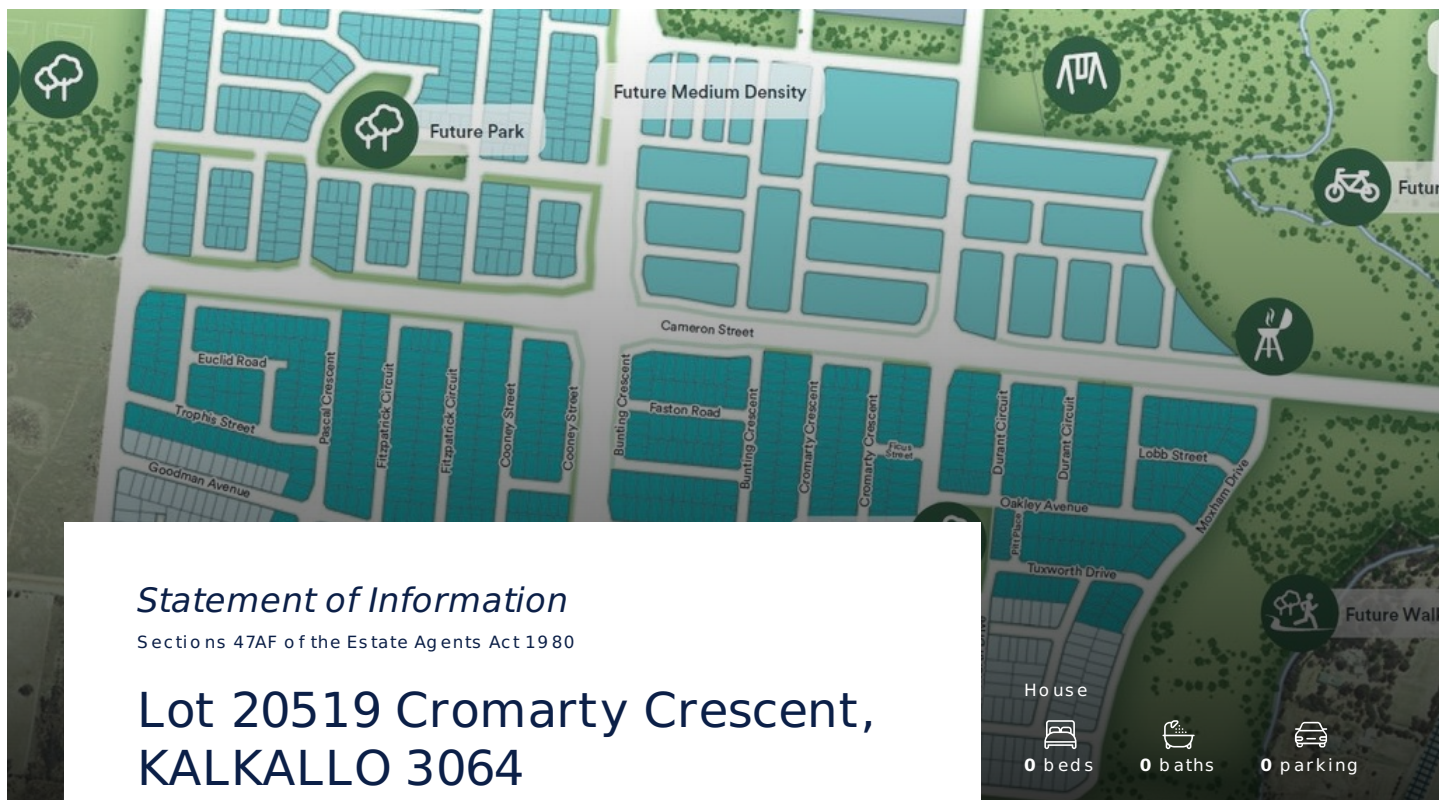 Future Medium Density
Future Park
Futur
Cameron Street
Euclid Road
Trophis Street
Goodman Avenue
Pascal Crescent
Fitzpatrick Circuit
Fitzpatrick Circuit
Cooney Street
Cooney Street
Bunting Crescent
Faston Road
Bunting Crescent
Cromarty Crescent
Cromarty Crescent
Ficus
Street
Durant Circuit
Durant Circuit
Lobb Street
Moxham Drive
Oakley Avenue
Pitt Place
Tuxworth Drive
Future Wall
Statement of Information
Sections 47AF of the Estate Agents Act 1980
Lot 20519 Cromarty Crescent,
KALKALLO 3064
House
0 beds 0 baths 0 parking